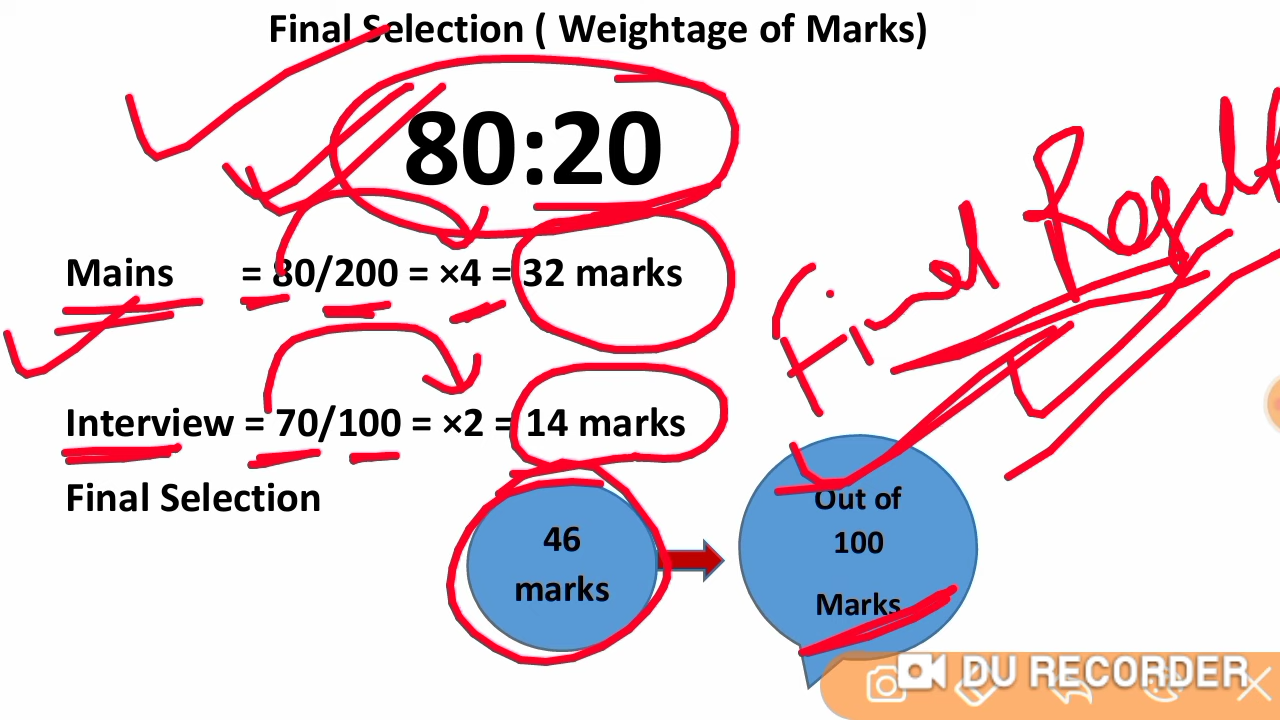 Final Selection ( Weightage of Marks)
80:20
Mains = 80/200 = ×4 = 32 marks
Interview = 70/100 = ×2 = 14 marks
Final Selection
46
marks
Out of
100
Marks
Final Result
DU RECORDER